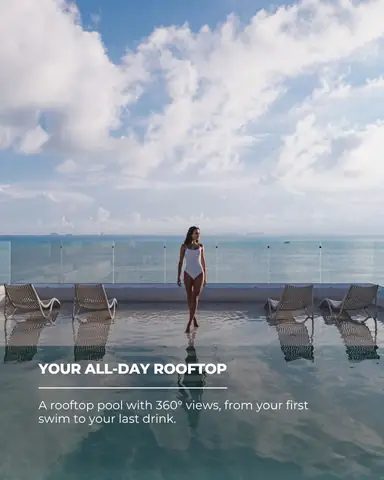 YOUR ALL-DAY ROOFTOP
A rooftop pool with 360° views, from your first
swim to your last drink.